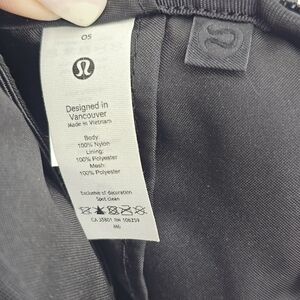 OS
Designed in
Vancouver
Made in Vietnam
Body:
100% Nylon
Lining:
100% Polyester
Mesh:
100% Polyester
Exclusive of decoration
Spot clean
CA 35801 RN 106259